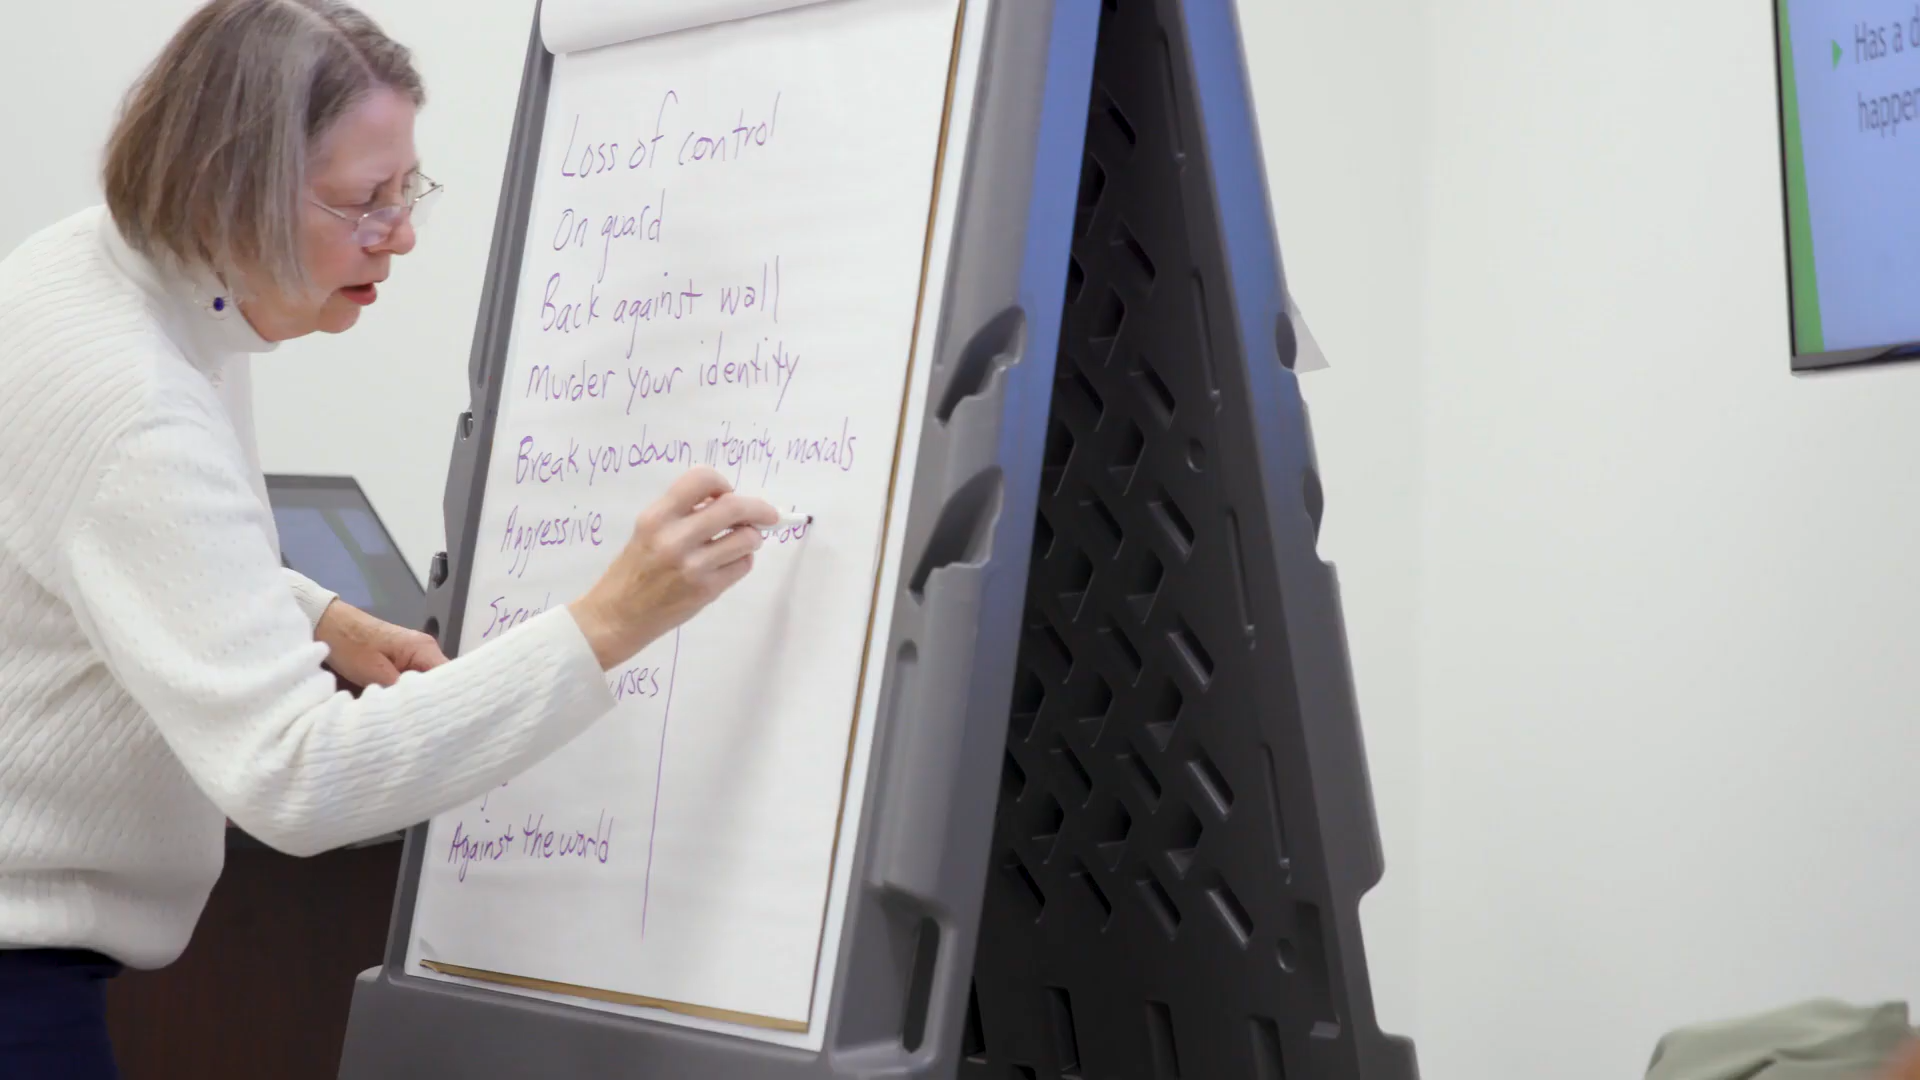 Loss of control
On guard
Back against wall
Murder your identity
Break you down, integrity, morals
Aggressive
Against the world
Has a
happen